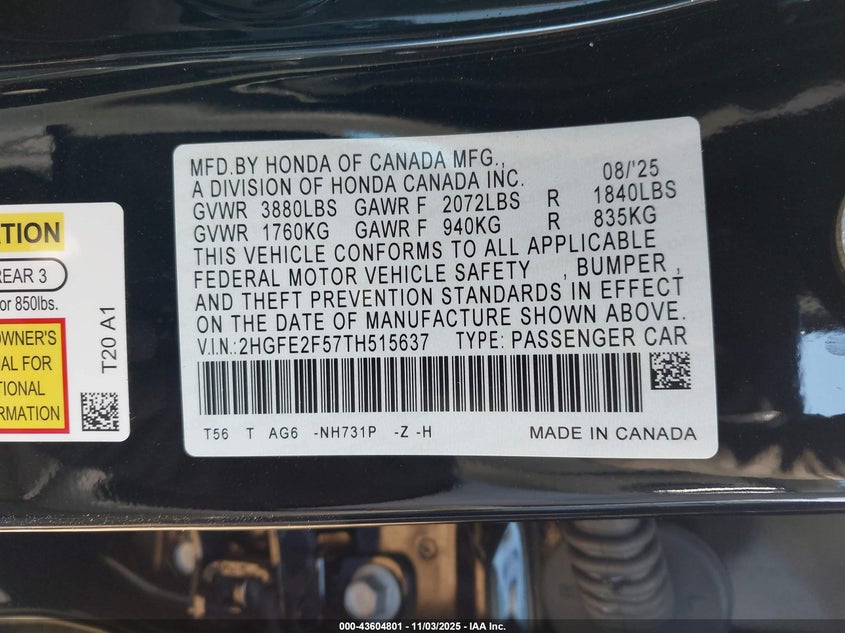 MFD.BY HONDA OF CANADA MFG., 08/'25
A DIVISION OF HONDA CANADA INC.
GVWR 3880LBS GAWR F 2072LBS R 1840LBS
GVWR 1760KG GAWR F 940KG R 835KG
THIS VEHICLE CONFORMS TO ALL APPLICABLE
FEDERAL MOTOR VEHICLE SAFETY , BUMPER ,
AND THEFT PREVENTION STANDARDS IN EFFECT
ON THE DATE OF MANUFACTURE SHOWN ABOVE.
V.I.N.:2HGFE2F57TH515637 TYPE: PASSENGER CAR
T56 T AG6 -NH731P -Z -H MADE IN CANADA
ATION
REAR 3
or 850lbs.
OWNER'S
AL FOR
TIONAL
RMATION
T20 A1
000-43604801 - 11/03/2025 - IAA Inc.